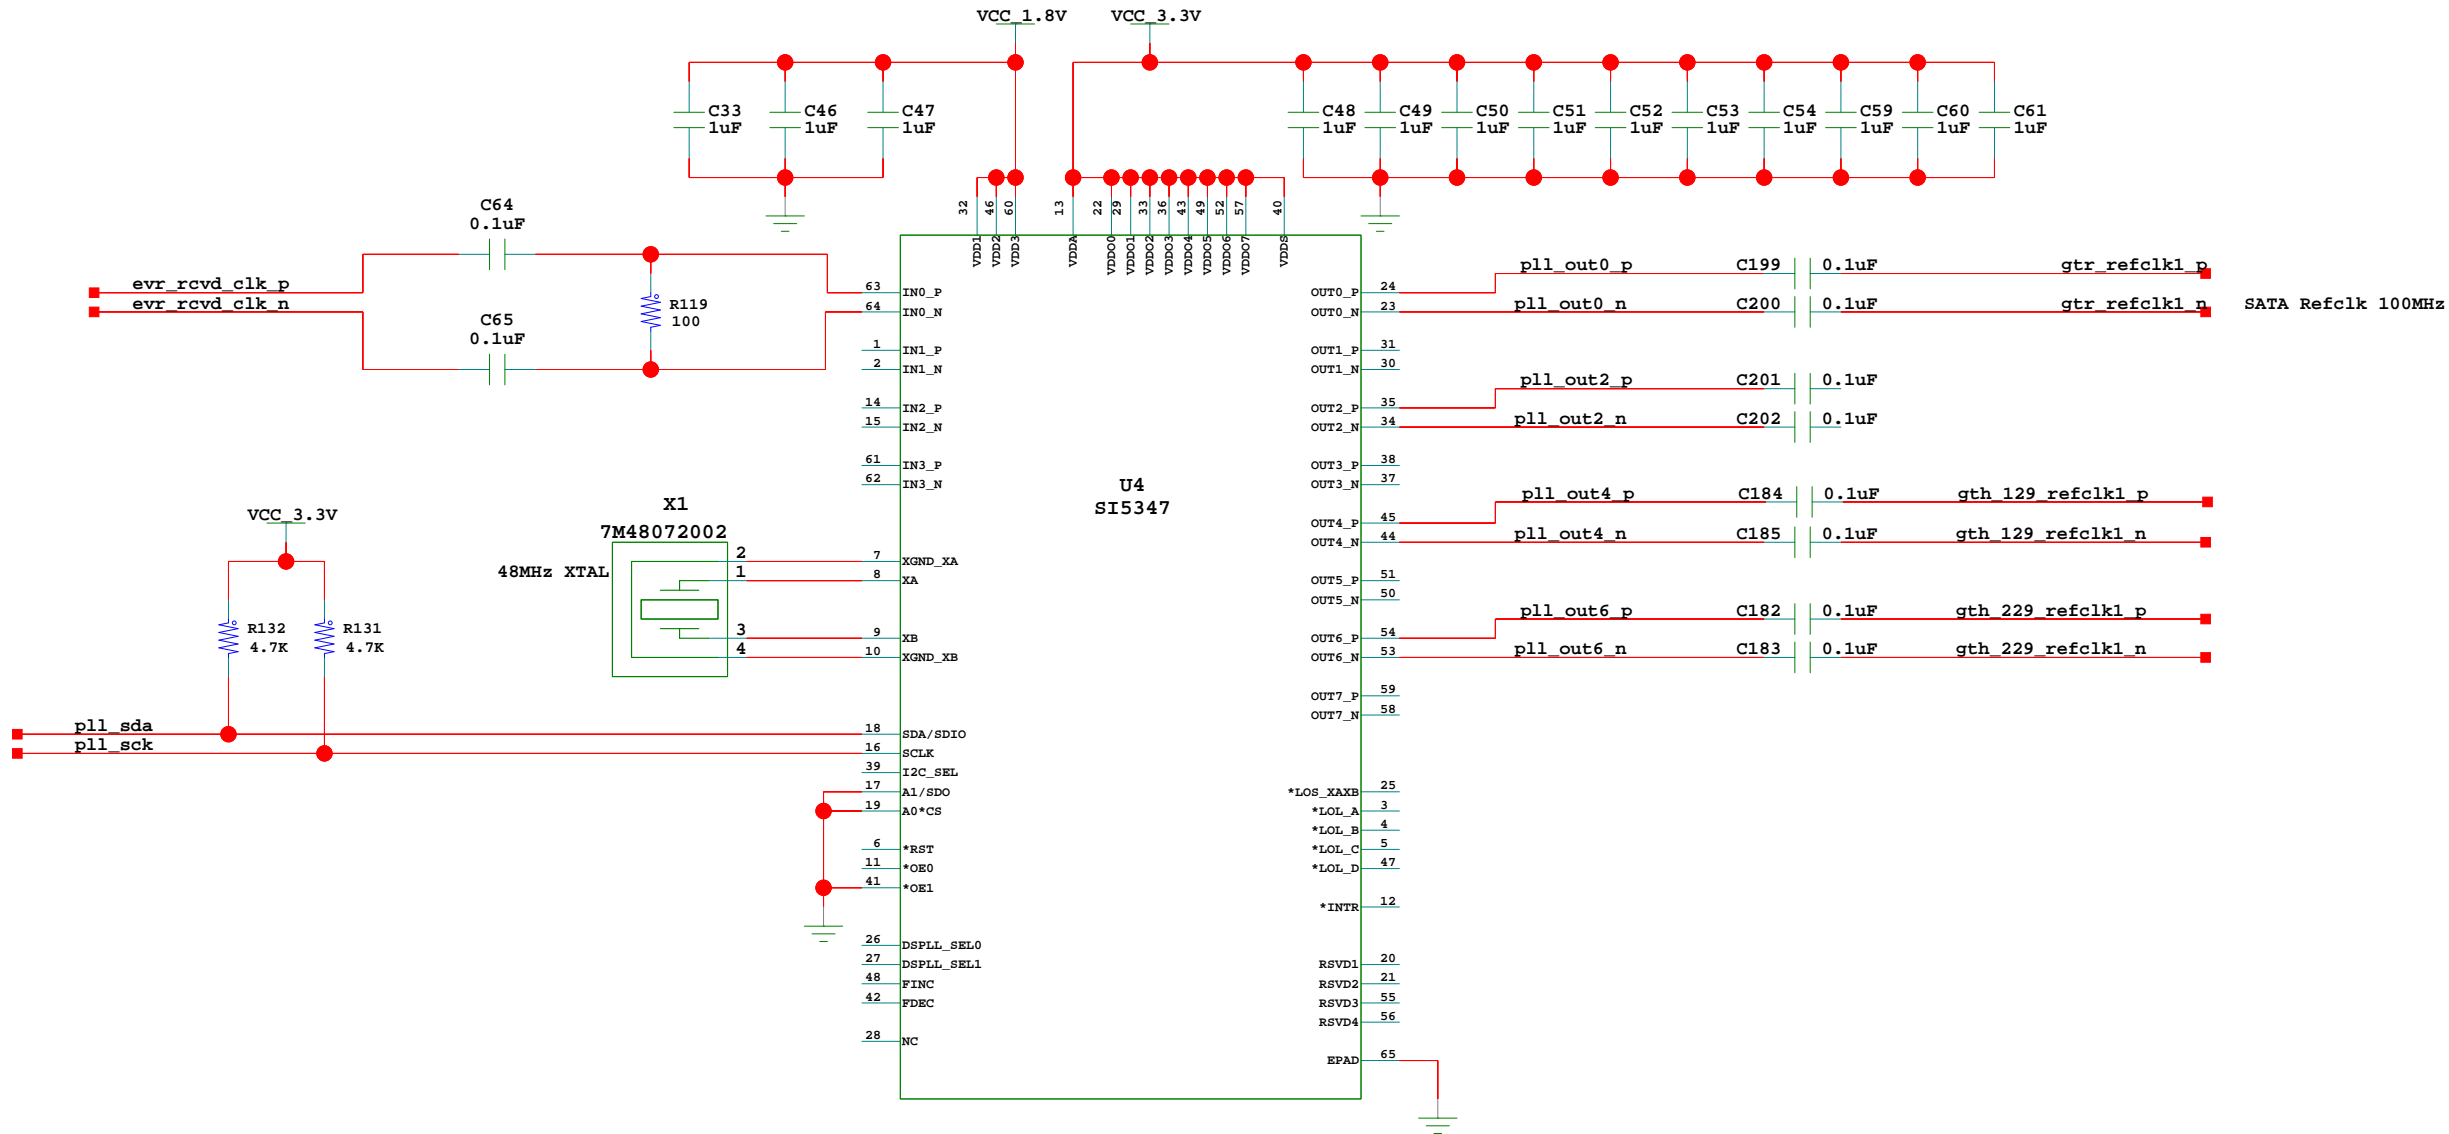 VCC_1.8V
VCC_3.3V
C33
1uF
C46
1uF
C47
1uF
C48
1uF
C49
1uF
C50
1uF
C51
1uF
C52
1uF
C53
1uF
C54
1uF
C59
1uF
C60
1uF
C61
1uF
32
46
60
13
22
29
33
36
43
49
52
57
40
VDD1
VDD2
VDD3
VDDA
VDDO0
VDDO1
VDDO2
VDDO3
VDDO4
VDDO5
VDDO6
VDDO7
VDDS
C64
0.1uF
evr_rcvd_clk_p
evr_rcvd_clk_n
R119
100
C65
0.1uF
63 IN0_P
64 IN0_N
1 IN1_P
2 IN1_N
14 IN2_P
15 IN2_N
61 IN3_P
62 IN3_N
U4
SI5347
X1
7M48072002
48MHz XTAL
2
1
3
4
7 XGND_XA
8 XA
9 XB
10 XGND_XB
VCC_3.3V
R132
4.7K
R131
4.7K
pll_sda
pll_sck
18 SDA/SDIO
16 SCLK
39 I2C_SEL
17 A1/SDO
19 A0*CS
6 *RST
11 *OE0
41 *OE1
26 DSPLL_SEL0
27 DSPLL_SEL1
48 FINC
42 FDEC
28 NC
OUT0_P 24
OUT0_N 23
OUT1_P 31
OUT1_N 30
OUT2_P 35
OUT2_N 34
OUT3_P 38
OUT3_N 37
OUT4_P 45
OUT4_N 44
OUT5_P 51
OUT5_N 50
OUT6_P 54
OUT6_N 53
OUT7_P 59
OUT7_N 58
*LOS_XAXB 25
*LOL_A 3
*LOL_B 4
*LOL_C 5
*LOL_D 47
*INTR 12
RSVD1 20
RSVD2 21
RSVD3 55
RSVD4 56
EPAD 65
pll_out0_p C199 0.1uF gtr_refclk1_p
pll_out0_n C200 0.1uF gtr_refclk1_n
SATA Refclk 100MHz
pll_out2_p C201 0.1uF
pll_out2_n C202 0.1uF
pll_out4_p C184 0.1uF gth_129_refclk1_p
pll_out4_n C185 0.1uF gth_129_refclk1_n
pll_out6_p C182 0.1uF gth_229_refclk1_p
pll_out6_n C183 0.1uF gth_229_refclk1_n